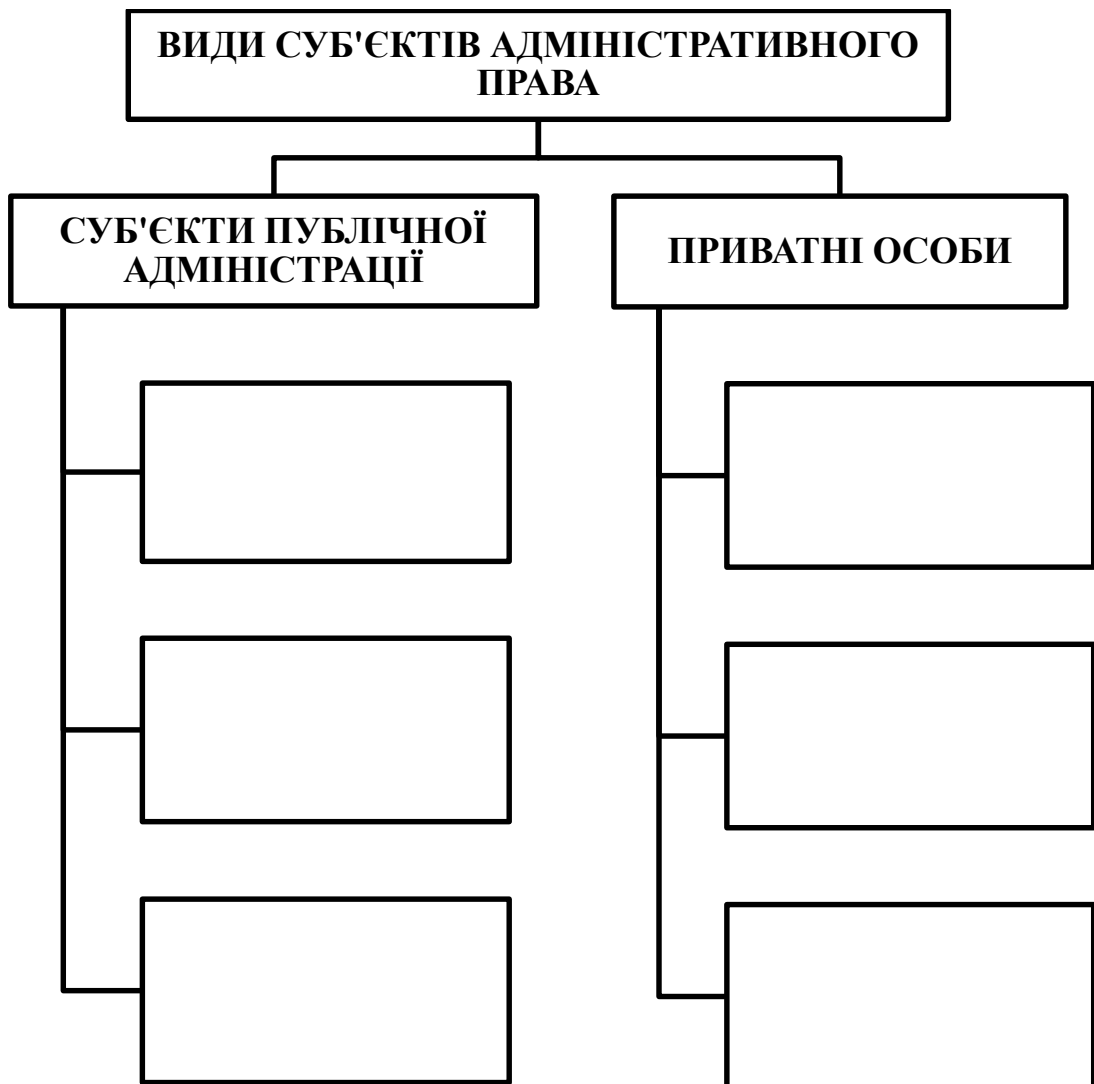 ВИДИ СУБ'ЄКТІВ АДМІНІСТРАТИВНОГО
ПРАВА
СУБ'ЄКТИ ПУБЛІЧНОЇ
АДМІНІСТРАЦІЇ
ПРИВАТНІ ОСОБИ